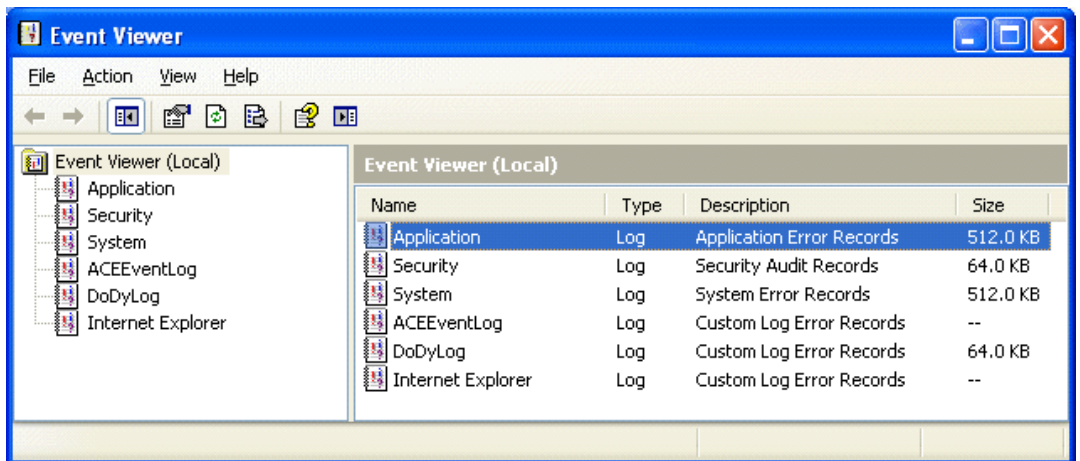 Event Viewer
File Action View Help
Event Viewer (Local)
Application
Security
System
ACEEventLog
DoDyLog
Internet Explorer
Event Viewer (Local)
Name Type Description Size
Application Log Application Error Records 512.0 KB
Security Log Security Audit Records 64.0 KB
System Log System Error Records 512.0 KB
ACEEventLog Log Custom Log Error Records --
DoDyLog Log Custom Log Error Records 64.0 KB
Internet Explorer Log Custom Log Error Records --